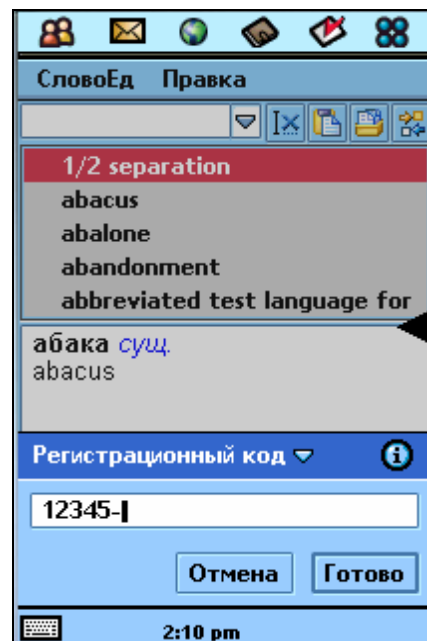 СловоЕд Правка
1/2 separation
abacus
abalone
abandonment
abbreviated test language for
абака сущ.
abacus
Регистрационный код
12345-
Отмена Готово
2:10 pm